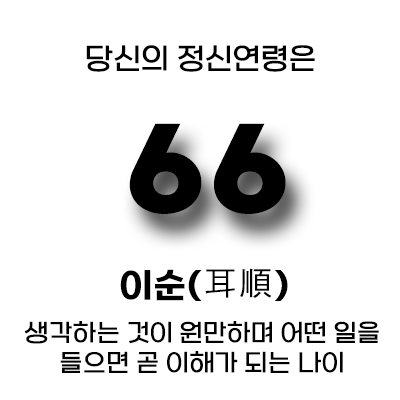 당신의 정신연령은
66
이순(耳順)
생각하는 것이 원만하며 어떤 일을
들으면 곧 이해가 되는 나이